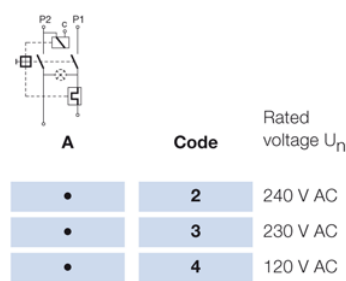 P2 C P1
Rated
A Code voltage Un
• 2 240 V AC
• 3 230 V AC
• 4 120 V AC